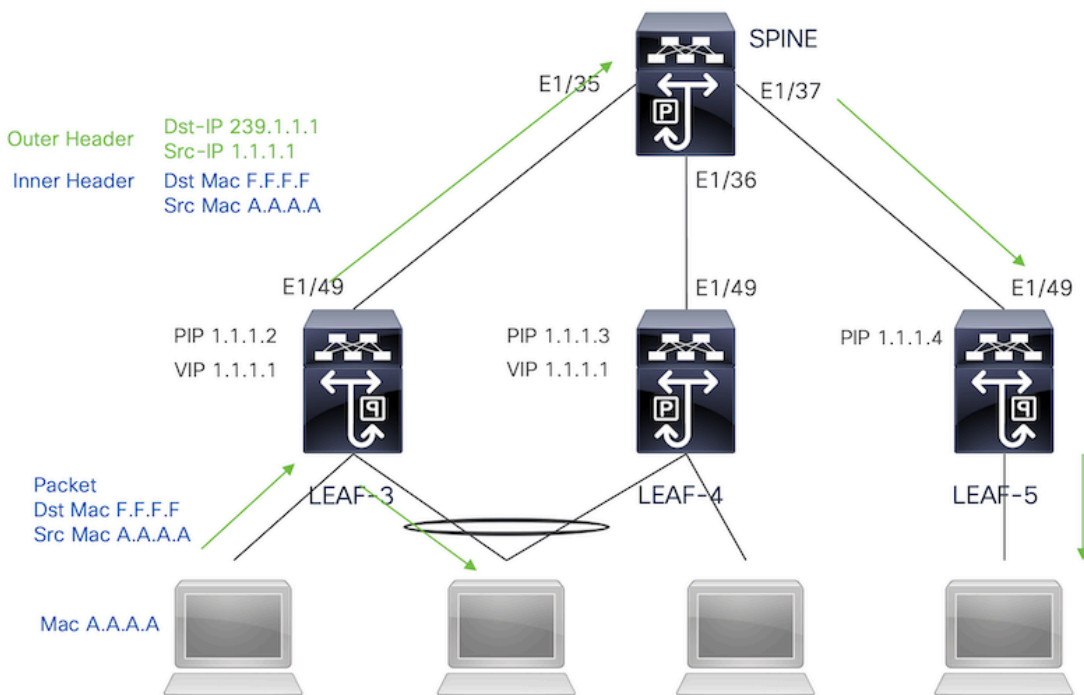 SPINE
E1/35
E1/37
Outer Header
Dst-IP 239.1.1.1
Src-IP 1.1.1.1
Inner Header
Dst Mac F.F.F.F
Src Mac A.A.A.A
P
E1/36
E1/49
E1/49
E1/49
PIP 1.1.1.2
VIP 1.1.1.1
PIP 1.1.1.3
VIP 1.1.1.1
PIP 1.1.1.4
P
P
P
Packet
Dst Mac F.F.F.F
Src Mac A.A.A.A
LEAF-3
LEAF-4
LEAF-5
Mac A.A.A.A